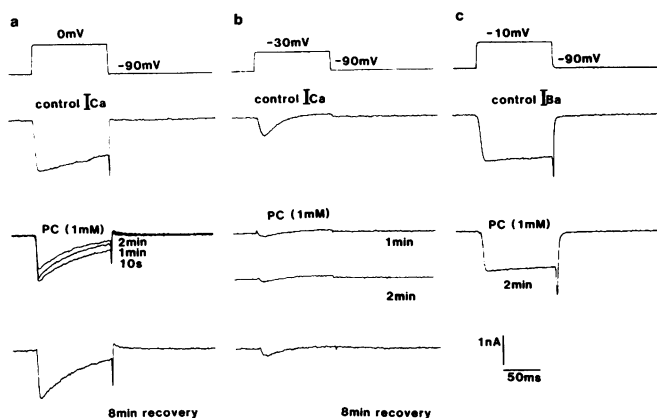 a
0mV
-90mV
control ICa
PC (1mM)
2min
1min
10s
8min recovery
b
-30mV
-90mV
control ICa
PC (1mM)
1min
2min
8min recovery
c
-10mV
-90mV
control IBa
PC (1mM)
2min
1nA
50ms